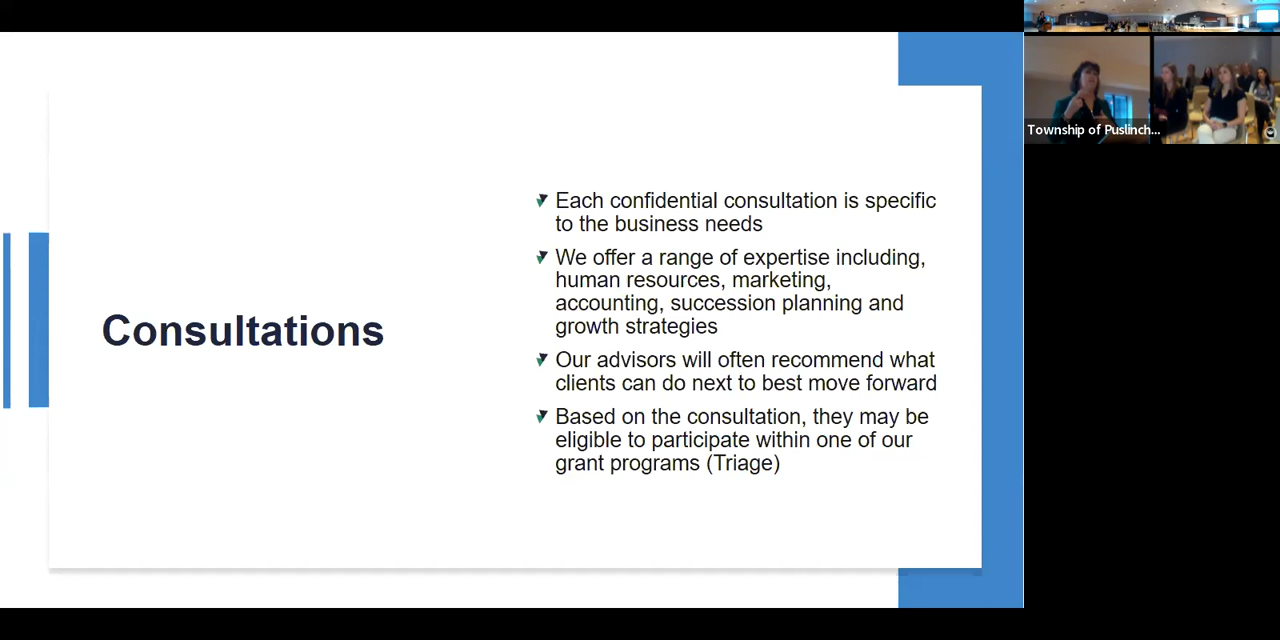 Consultations
Each confidential consultation is specific
to the business needs
We offer a range of expertise including,
human resources, marketing,
accounting, succession planning and
growth strategies
Our advisors will often recommend what
clients can do next to best move forward
Based on the consultation, they may be
eligible to participate within one of our
grant programs (Triage)
Township of Puslinch...